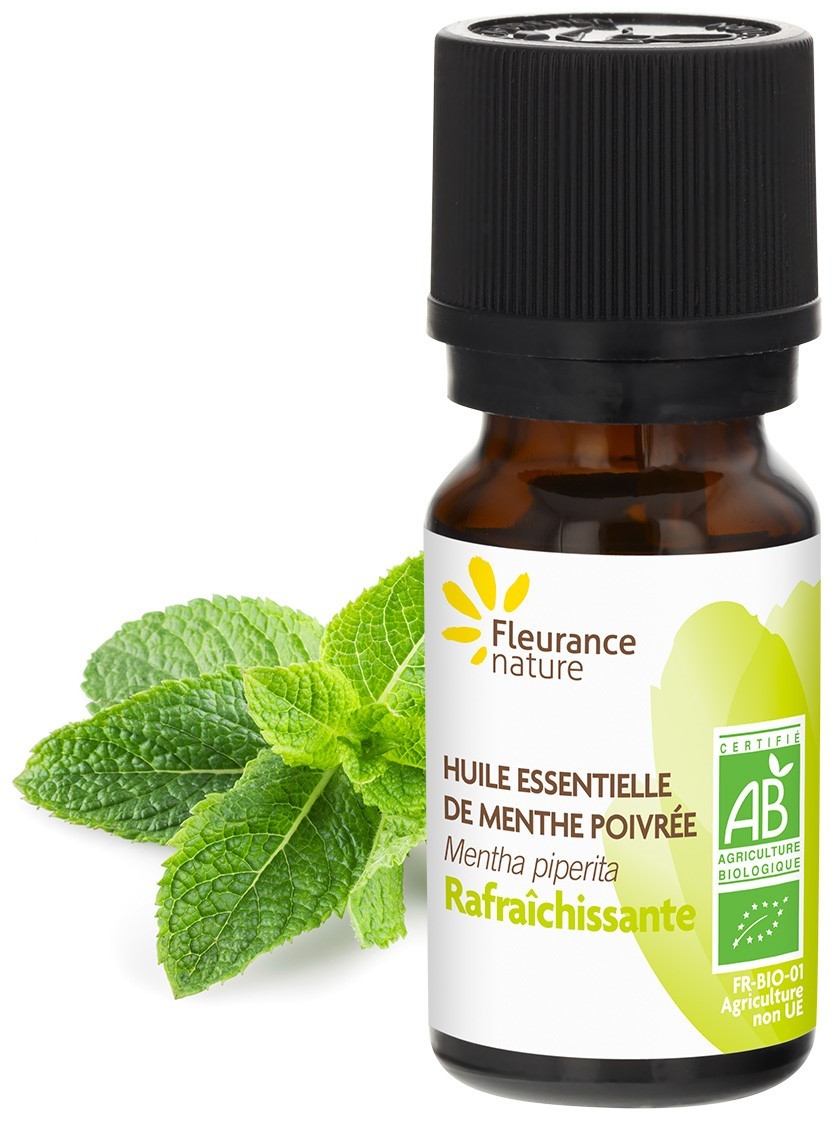 Fleurance
nature
HUILE ESSENTIELLE
DE MENTHE POIVRÉE
Mentha piperita
Rafraîchissante
CERTIFIÉ
AB
AGRICULTURE
BIOLOGIQUE
FR-BIO-01
Agriculture
non UE